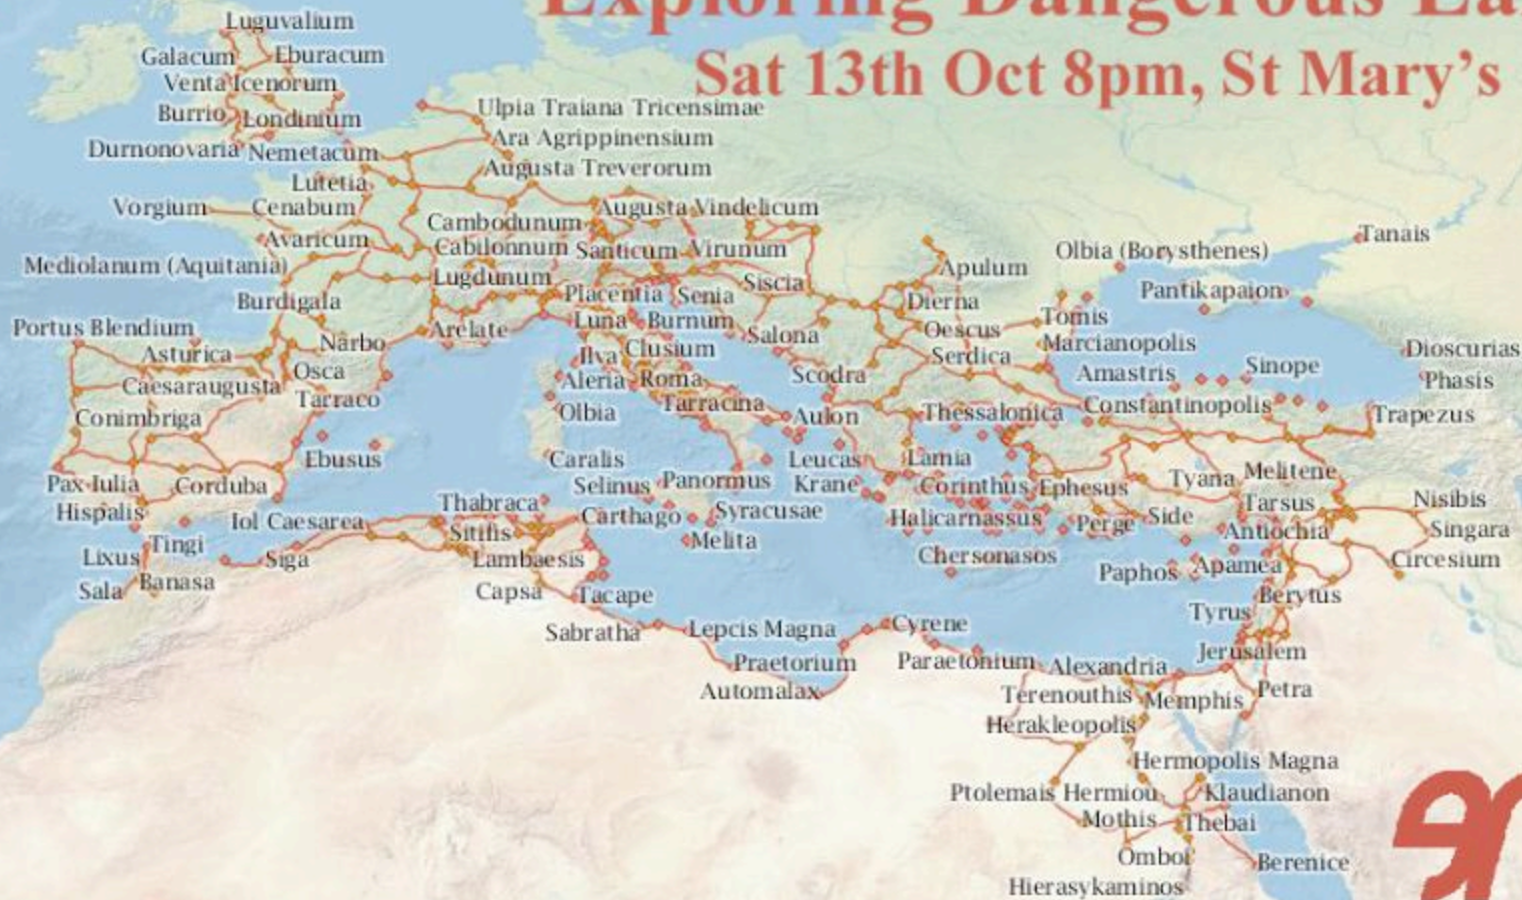 Exploring Dangerous
Sat 13th Oct 8pm, St Mary's
Luguvalium
Galacum
Eburacum
Venta Icenorum
Burrio
Londinium
Durnonovaria
Nemetacum
Ulpia Traiana Tricensimae
Ara Agrippinensium
Augusta Treverorum
Lutetia
Vorgium
Cenabum
Cambodunum
Augusta Vindelicum
Avaricum
Cabilonnum
Santicum
Virunum
Olbia (Borysthenes)
Tanais
Mediolanum (Aquitania)
Lugdunum
Siscia
Apulum
Burdigala
Placentia
Senia
Dierna
Pantikapaion
Portus Blendium
Narbo
Arelate
Luna
Burnum
Salona
Oescus
Tomis
Asturica
Ilva
Clusium
Serdica
Marcianopolis
Dioscurias
Caesaraugusta
Osca
Aleria
Roma
Scodra
Amastris
Sinope
Phasis
Conimbriga
Tarraco
Olbia
Tarracina
Aulon
Thessalonica
Constantinopolis
Trapezus
Ebusus
Caralis
Leucas
Lamia
Pax Iulia
Corduba
Selinus
Panormus
Krane
Corinthus
Ephesus
Tyana
Melitene
Hispalis
Iol Caesarea
Thabraca
Carthago
Syracusae
Halicarnassus
Perge
Side
Tarsus
Nisibis
Lixus
Tingi
Sitifis
Melita
Antiochia
Singara
Siga
Lambaesis
Chersonasos
Paphos
Apamea
Circesium
Sala
Banasa
Capsa
Tacape
Berytus
Sabratha
Lepcis Magna
Cyrene
Tyrus
Praetorium
Paraetonium
Alexandria
Jerusalem
Automalax
Terenouthis
Memphis
Petra
Herakleopolis
Hermopolis Magna
Ptolemais Hermiou
Klaudianon
Mothis
Thebai
Omboi
Berenice
Hierasykaminos